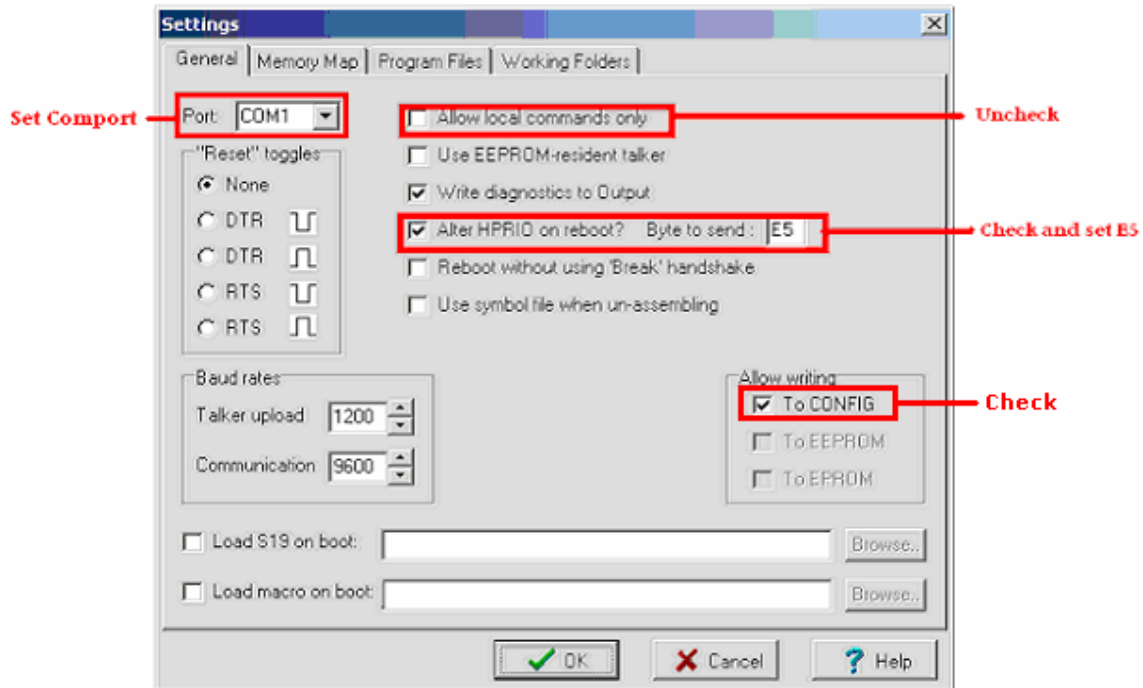 Settings
General
Memory Map
Program Files
Working Folders
Set Comport
Port:
COM1
Allow local commands only
Uncheck
"Reset" toggles
Use EEPROM-resident talker
None
Write diagnostics to Output
DTR
Alter HPRIO on reboot? Byte to send : E5
Check and set E5
DTR
Reboot without using 'Break' handshake
RTS
Use symbol file when un-assembling
RTS
Baud rates
Talker upload 1200
Communication 9600
Allow writing
To CONFIG
Check
To EEPROM
To EPROM
Load S19 on boot:
Browse..
Load macro on boot:
Browse..
OK
Cancel
Help